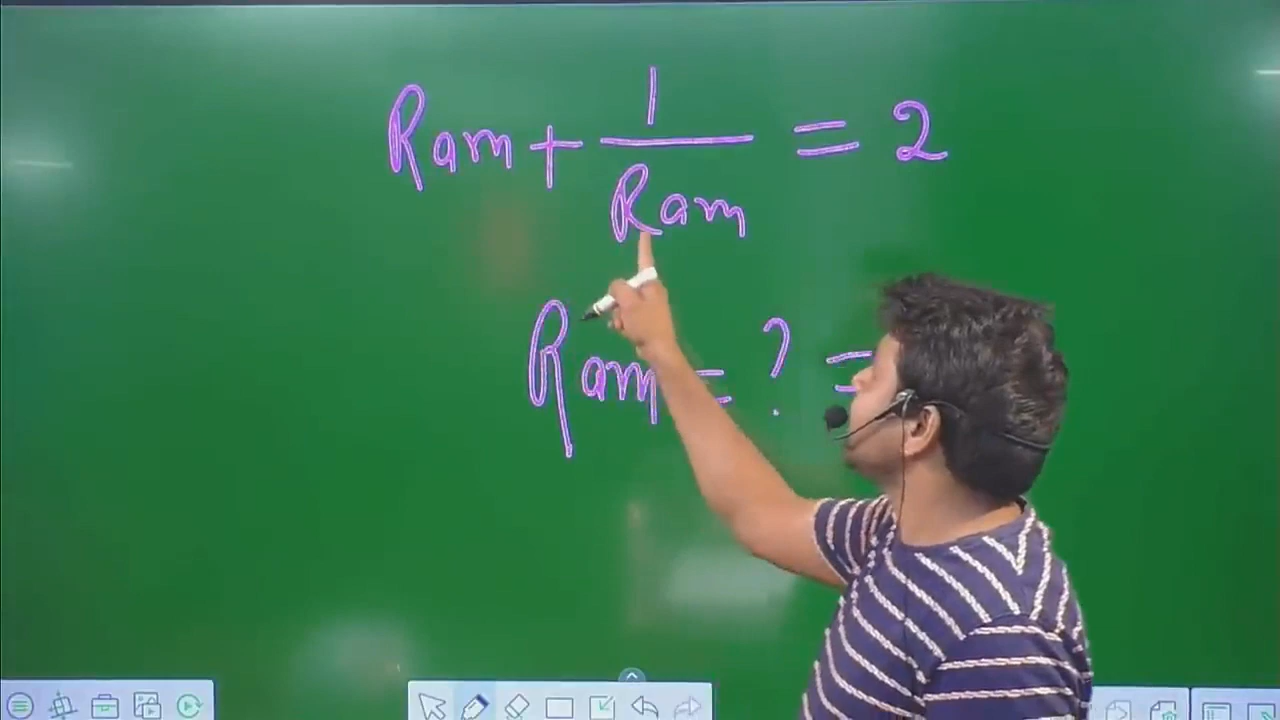 Ram + 1/Ram = 2
Ram = ? =